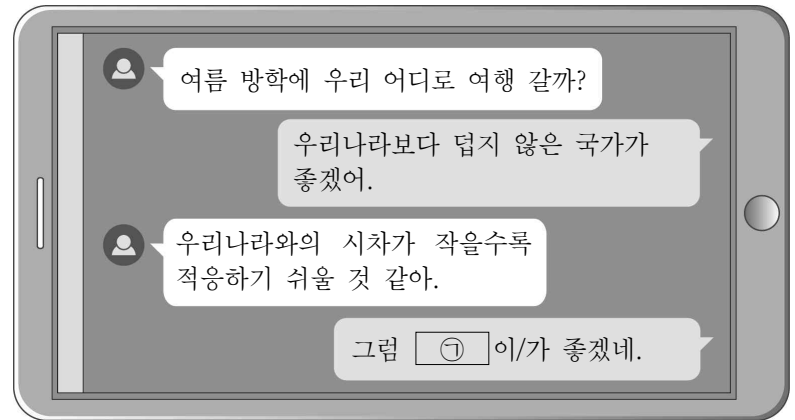 여름 방학에 우리 어디로 여행 갈까?
우리나라보다 덥지 않은 국가가
좋겠어.
우리나라와의 시차가 작을수록
적응하기 쉬울 것 같아.
그럼 ㉠ 이/가 좋겠네.